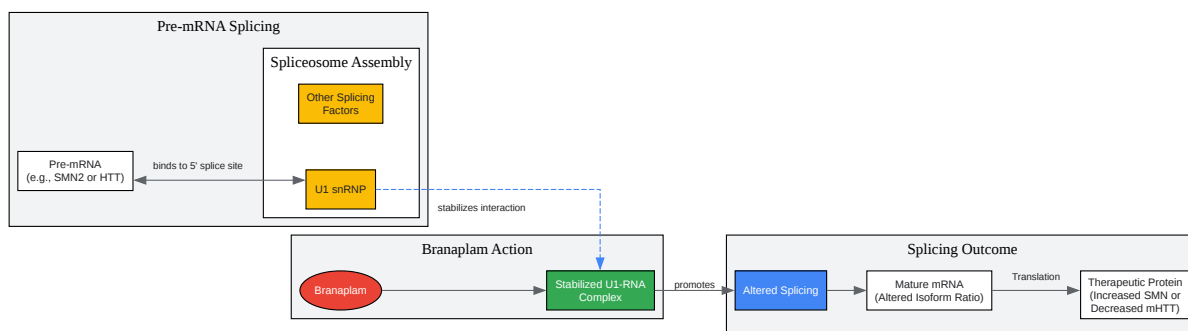 Pre-mRNA Splicing
Spliceosome Assembly
Other Splicing
Factors
Pre-mRNA
(e.g., SMN2 or HTT)
binds to 5' splice site
U1 snRNP
stabilizes interaction
Branaplam Action
Branaplam
Stabilized U1-RNA
Complex
promotes
Splicing Outcome
Altered Splicing
Mature mRNA
(Altered Isoform Ratio)
Translation
Therapeutic Protein
(Increased SMN or
Decreased mHTT)